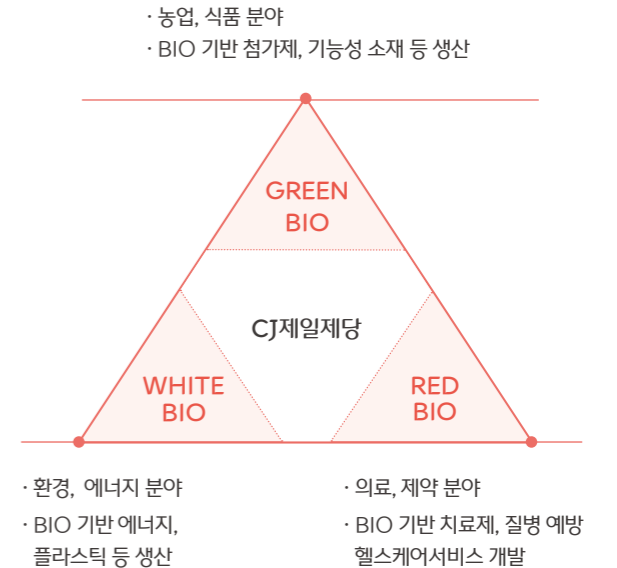 · 농업, 식품 분야
· BIO 기반 첨가제, 기능성 소재 등 생산
GREEN
BIO
CJ제일제당
WHITE
BIO
RED
BIO
· 환경, 에너지 분야
· BIO 기반 에너지,
플라스틱 등 생산
· 의료, 제약 분야
· BIO 기반 치료제, 질병 예방
헬스케어서비스 개발